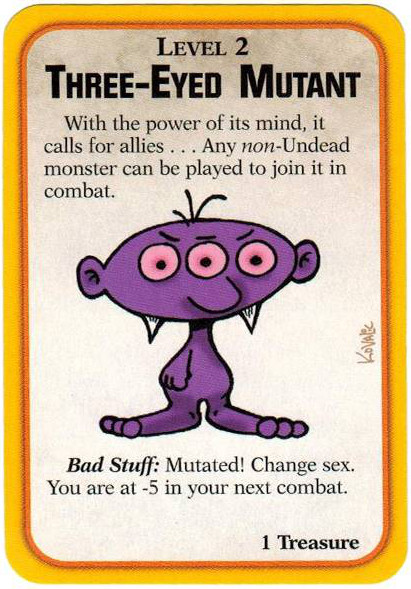 LEVEL 2
THREE-EYED MUTANT
With the power of its mind, it
calls for allies . . . Any non-Undead
monster can be played to join it in
combat.
KOVALIC
Bad Stuff: Mutated! Change sex.
You are at -5 in your next combat.
1 Treasure